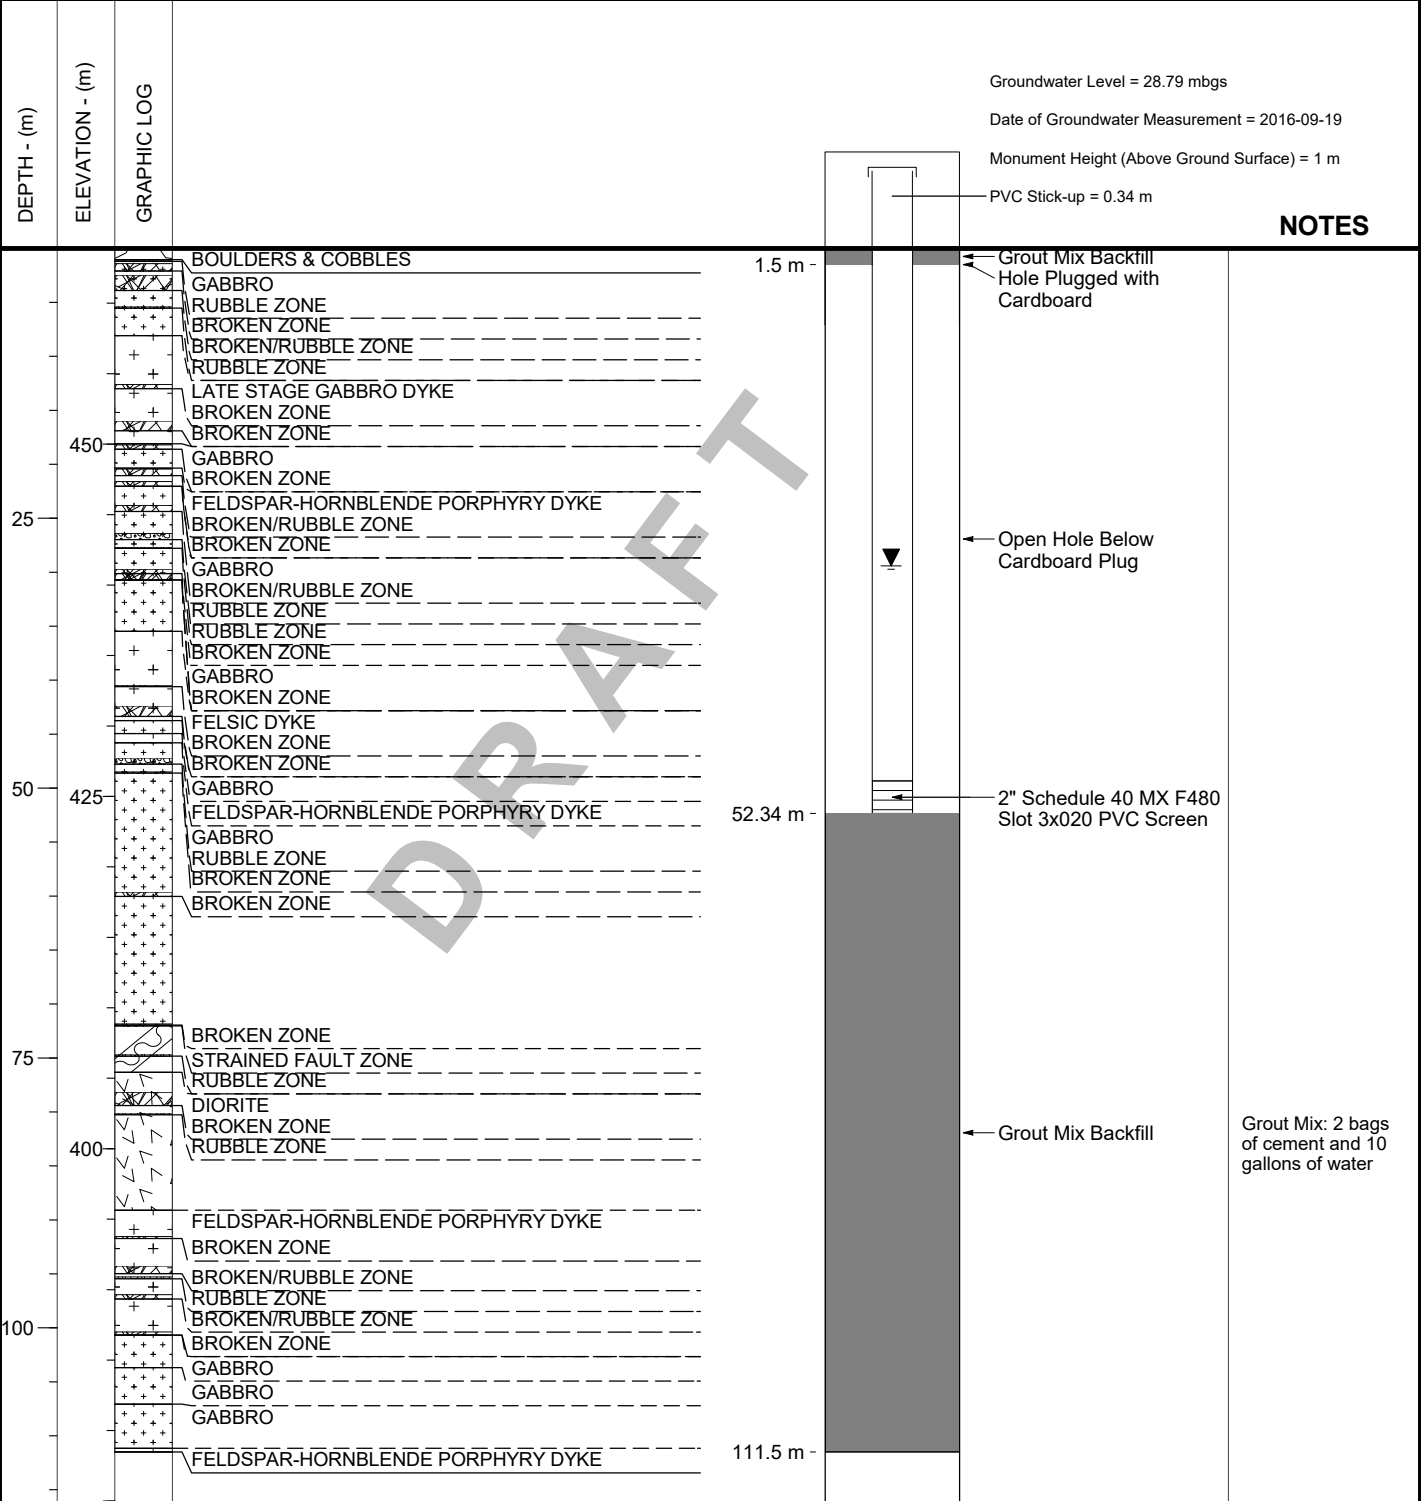 DEPTH - (m)
ELEVATION - (m)
GRAPHIC LOG
Groundwater Level = 28.79 mbgs
Date of Groundwater Measurement = 2016-09-19
Monument Height (Above Ground Surface) = 1 m
PVC Stick-up = 0.34 m
NOTES
BOULDERS & COBBLES
GABBRO
RUBBLE ZONE
BROKEN ZONE
BROKEN/RUBBLE ZONE
RUBBLE ZONE
LATE STAGE GABBRO DYKE
BROKEN ZONE
BROKEN ZONE
GABBRO
BROKEN ZONE
FELDSPAR-HORNBLENDE PORPHYRY DYKE
BROKEN/RUBBLE ZONE
BROKEN ZONE
GABBRO
BROKEN/RUBBLE ZONE
RUBBLE ZONE
RUBBLE ZONE
BROKEN ZONE
GABBRO
BROKEN ZONE
FELSIC DYKE
BROKEN ZONE
BROKEN ZONE
GABBRO
FELDSPAR-HORNBLENDE PORPHYRY DYKE
GABBRO
RUBBLE ZONE
BROKEN ZONE
BROKEN ZONE
BROKEN ZONE
STRAINED FAULT ZONE
RUBBLE ZONE
DIORITE
BROKEN ZONE
RUBBLE ZONE
FELDSPAR-HORNBLENDE PORPHYRY DYKE
BROKEN ZONE
BROKEN/RUBBLE ZONE
RUBBLE ZONE
BROKEN/RUBBLE ZONE
BROKEN ZONE
GABBRO
GABBRO
GABBRO
FELDSPAR-HORNBLENDE PORPHYRY DYKE
25
50
75
100
450
425
400
DRAFT
1.5 m
52.34 m
111.5 m
Grout Mix Backfill
Hole Plugged with
Cardboard
Open Hole Below
Cardboard Plug
2" Schedule 40 MX F480
Slot 3x020 PVC Screen
Grout Mix Backfill
Grout Mix: 2 bags
of cement and 10
gallons of water